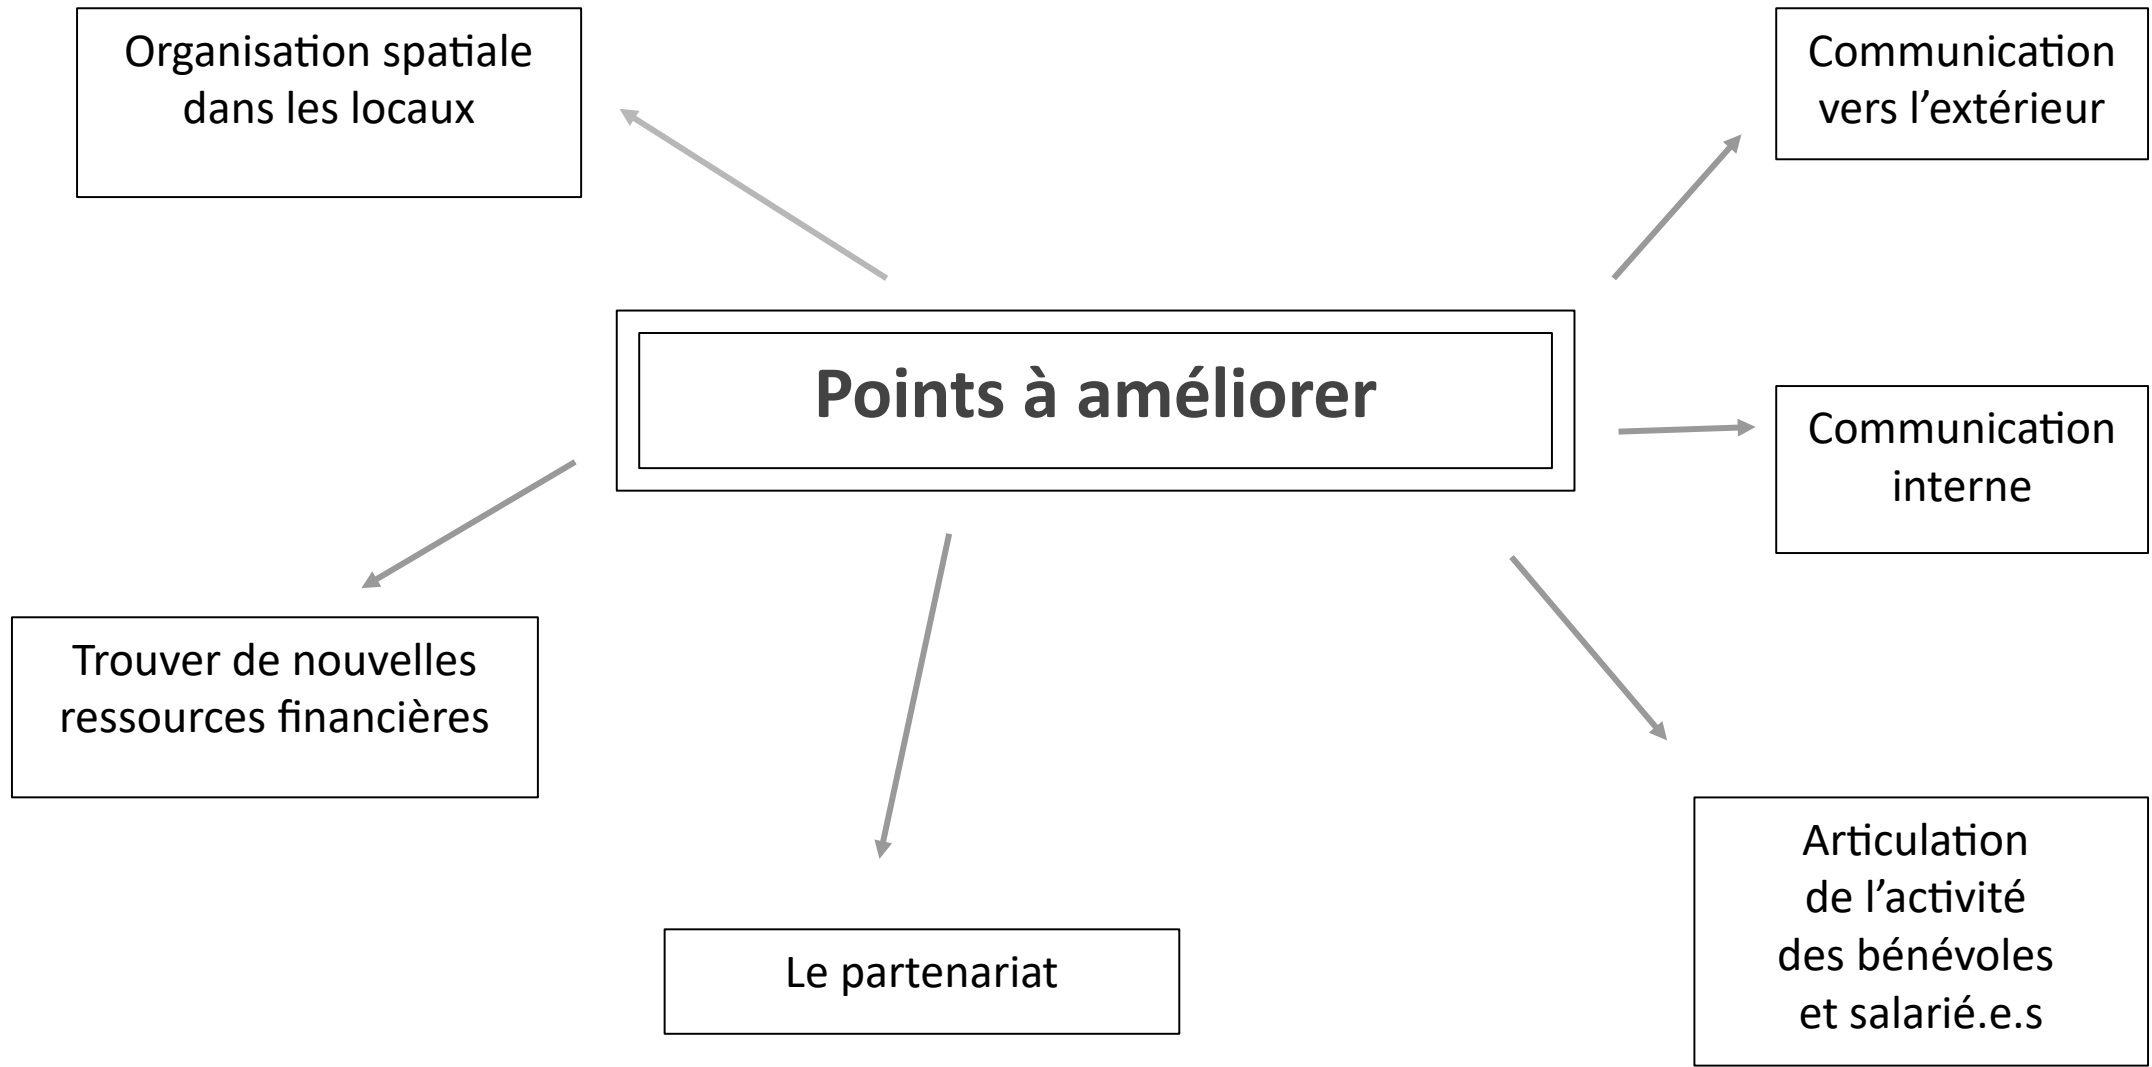 Organisation spatiale
dans les locaux
Communication
vers l’extérieur
Points à améliorer
Communication
interne
Trouver de nouvelles
ressources financières
Le partenariat
Articulation
de l’activité
des bénévoles
et salarié.e.s